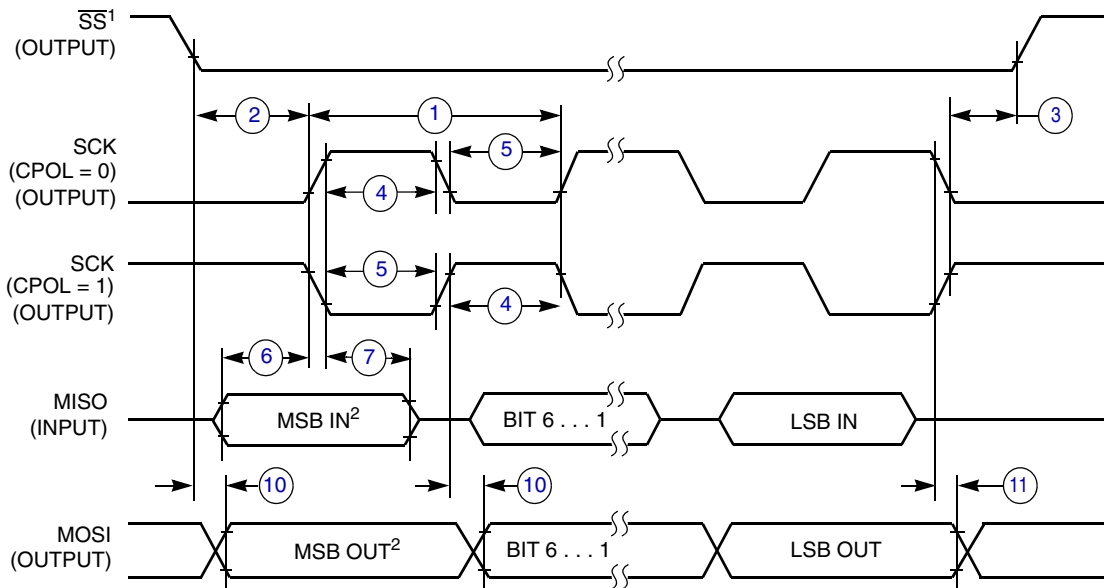 SS¹
(OUTPUT)
2
1
3
SCK
(CPOL = 0)
(OUTPUT)
5
4
SCK
(CPOL = 1)
(OUTPUT)
5
4
6
7
MISO
(INPUT)
MSB IN²
BIT 6 . . . 1
LSB IN
10
10
11
MOSI
(OUTPUT)
MSB OUT²
BIT 6 . . . 1
LSB OUT